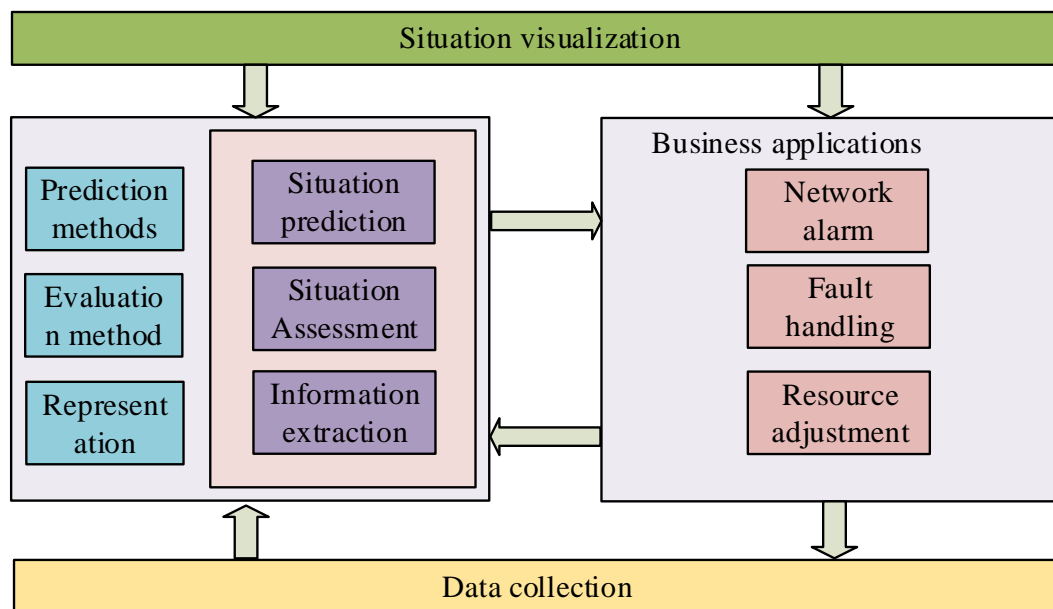 Situation visualization
Prediction
methods
Evaluatio
n method
Represent
ation
Situation
prediction
Situation
Assessment
Information
extraction
Business applications
Network
alarm
Fault
handling
Resource
adjustment
Data collection